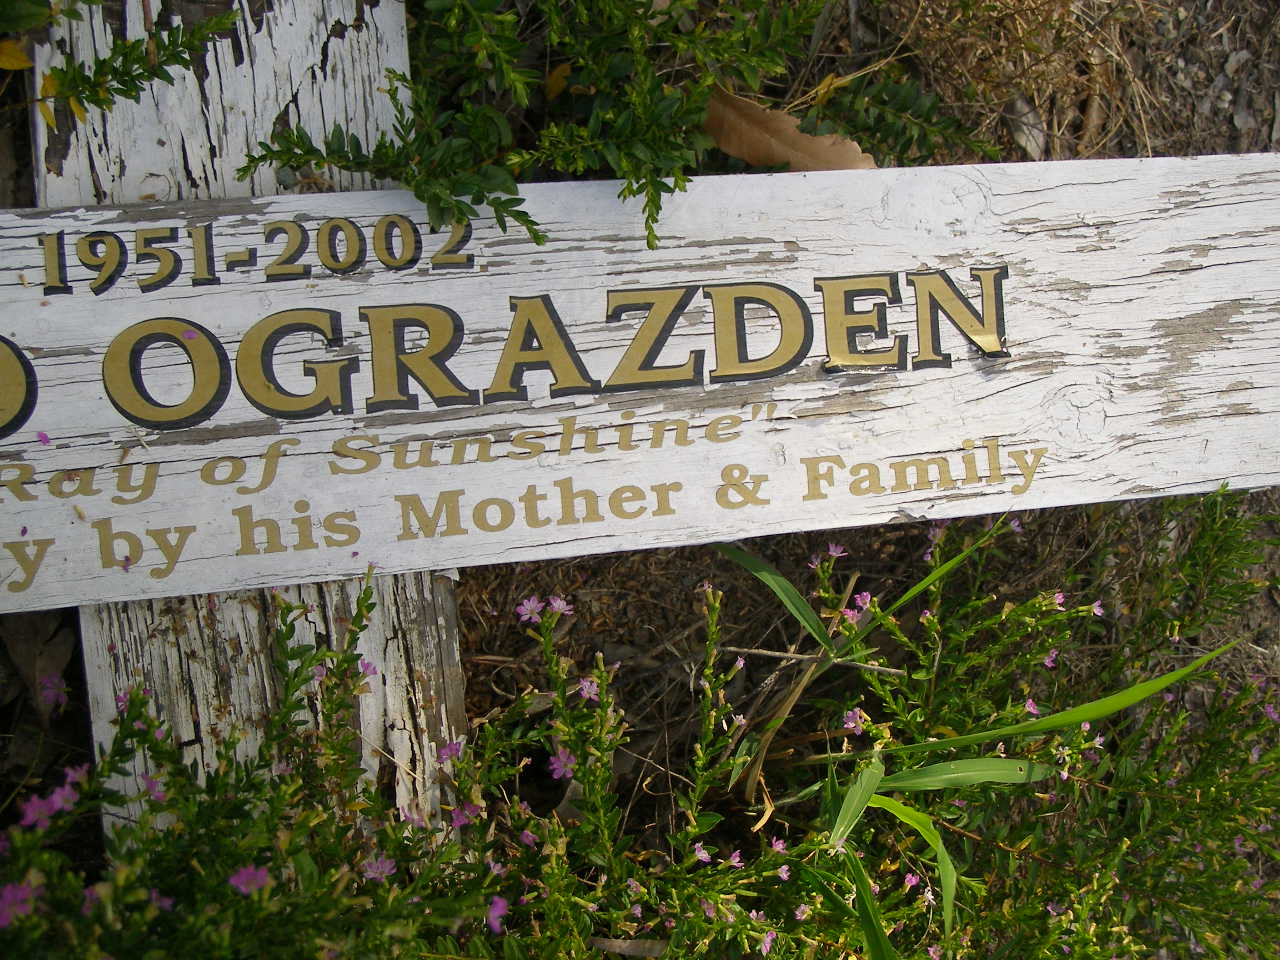 1951-2002
O OGRAZDEN
Ray of Sunshine"
y by his Mother & Family